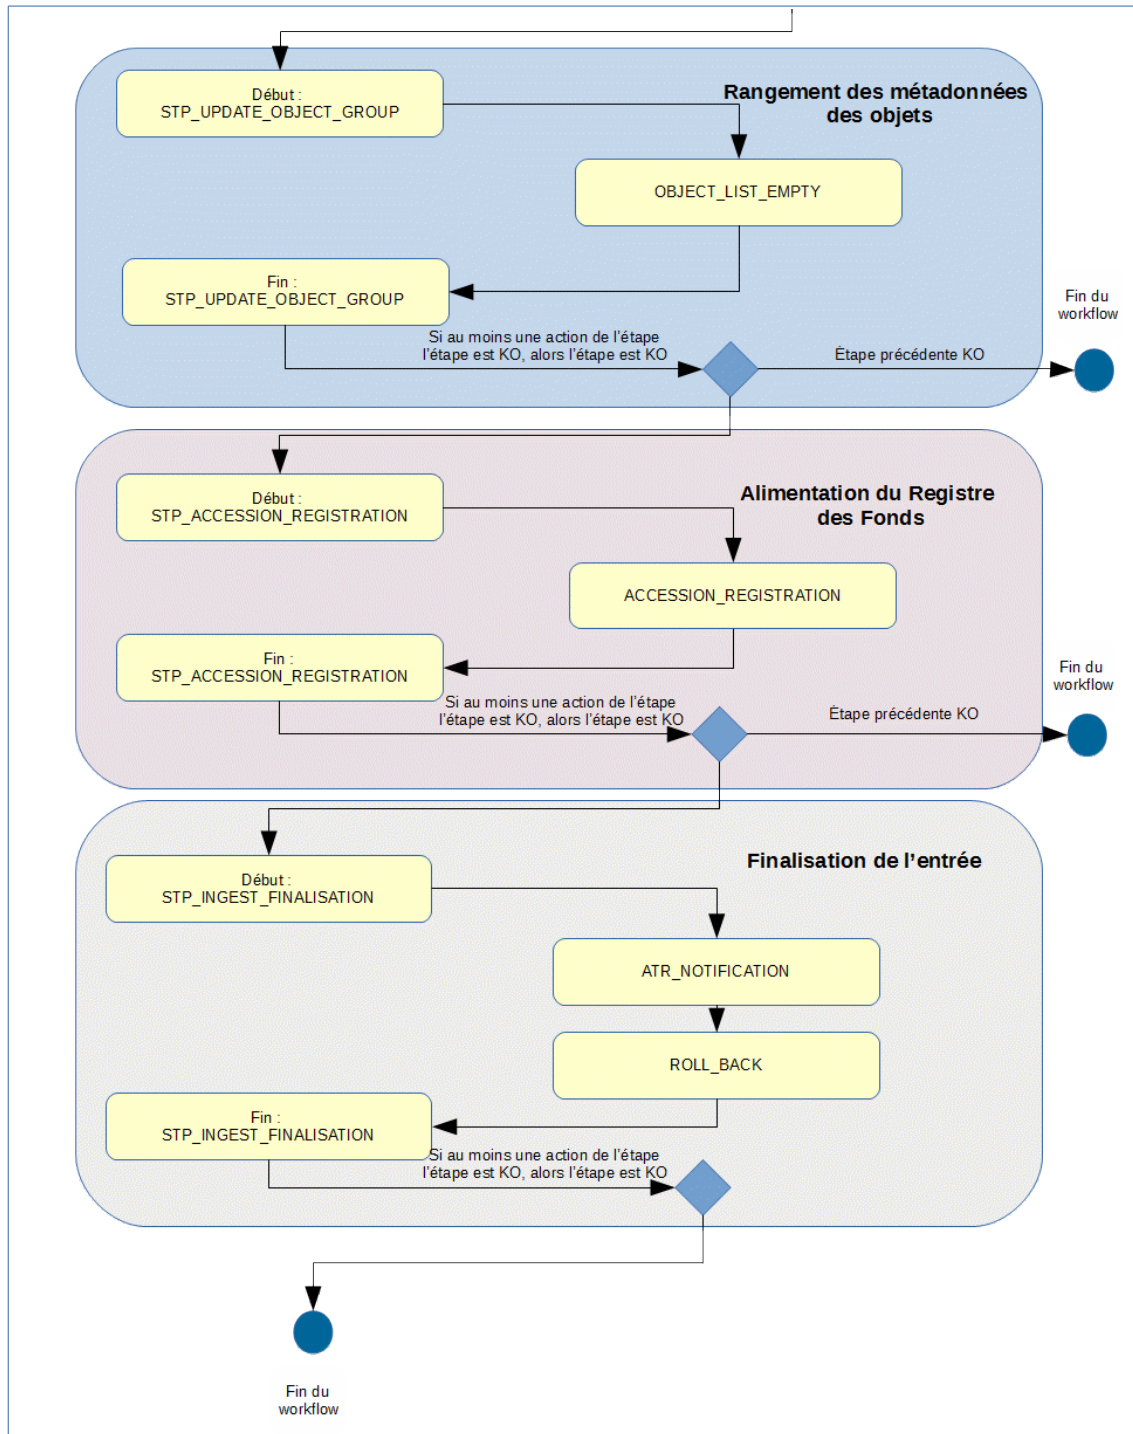 Début :
STP_UPDATE_OBJECT_GROUP
Rangement des métadonnées
des objets
OBJECT_LIST_EMPTY
Fin :
STP_UPDATE_OBJECT_GROUP
Si au moins une action de l’étape
l’étape est KO, alors l’étape est KO
Étape précédente KO
Fin du
workflow
Début :
STP_ACCESSION_REGISTRATION
Alimentation du Registre
des Fonds
ACCESSION_REGISTRATION
Fin :
STP_ACCESSION_REGISTRATION
Si au moins une action de l’étape
l’étape est KO, alors l’étape est KO
Étape précédente KO
Fin du
workflow
Début :
STP_INGEST_FINALISATION
Finalisation de l’entrée
ATR_NOTIFICATION
ROLL_BACK
Fin :
STP_INGEST_FINALISATION
Si au moins une action de l’étape
l’étape est KO, alors l’étape est KO
Fin du
workflow